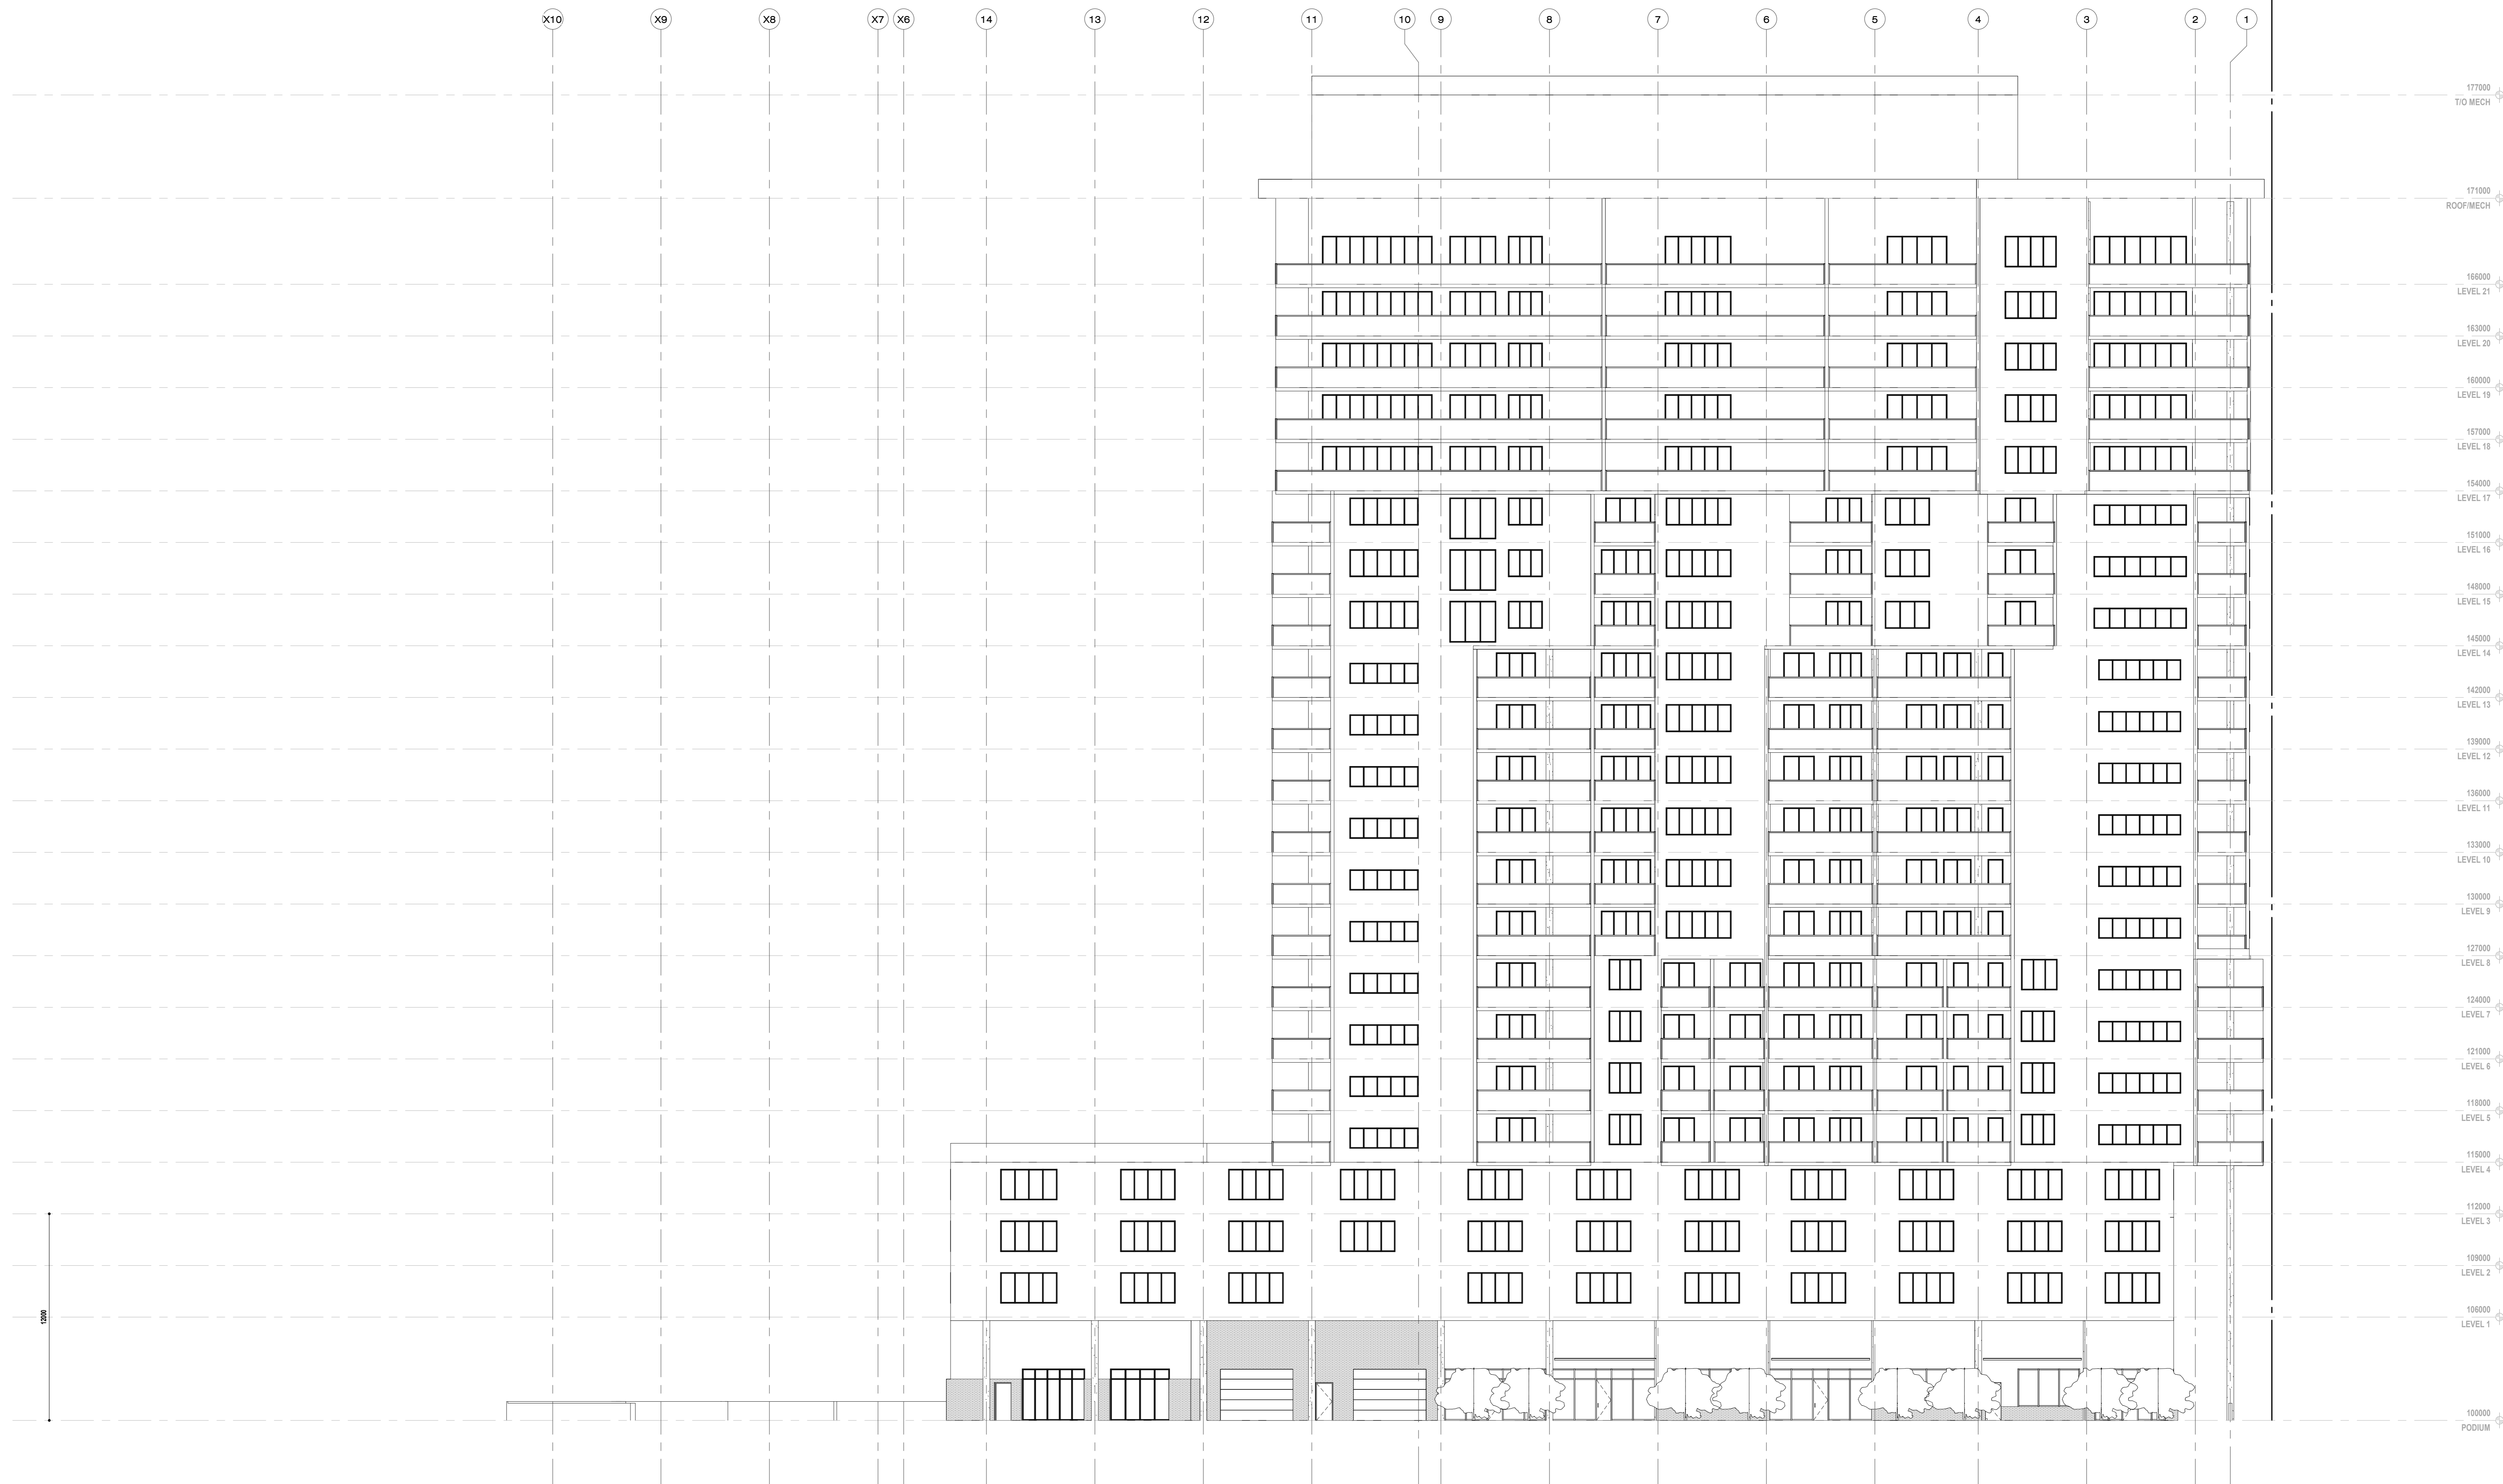 X10 X9 X8 X7 X6 14 13 12 11 10 9 8 7 6 5 4 3 2 1
177000
T/O MECH
171000
ROOF/MECH
166000
LEVEL 21
163000
LEVEL 20
160000
LEVEL 19
157000
LEVEL 18
154000
LEVEL 17
151000
LEVEL 16
148000
LEVEL 15
145000
LEVEL 14
142000
LEVEL 13
139000
LEVEL 12
136000
LEVEL 11
133000
LEVEL 10
130000
LEVEL 9
127000
LEVEL 8
124000
LEVEL 7
121000
LEVEL 6
118000
LEVEL 5
115000
LEVEL 4
112000
LEVEL 3
109000
LEVEL 2
12000
106000
LEVEL 1
100000
PODIUM